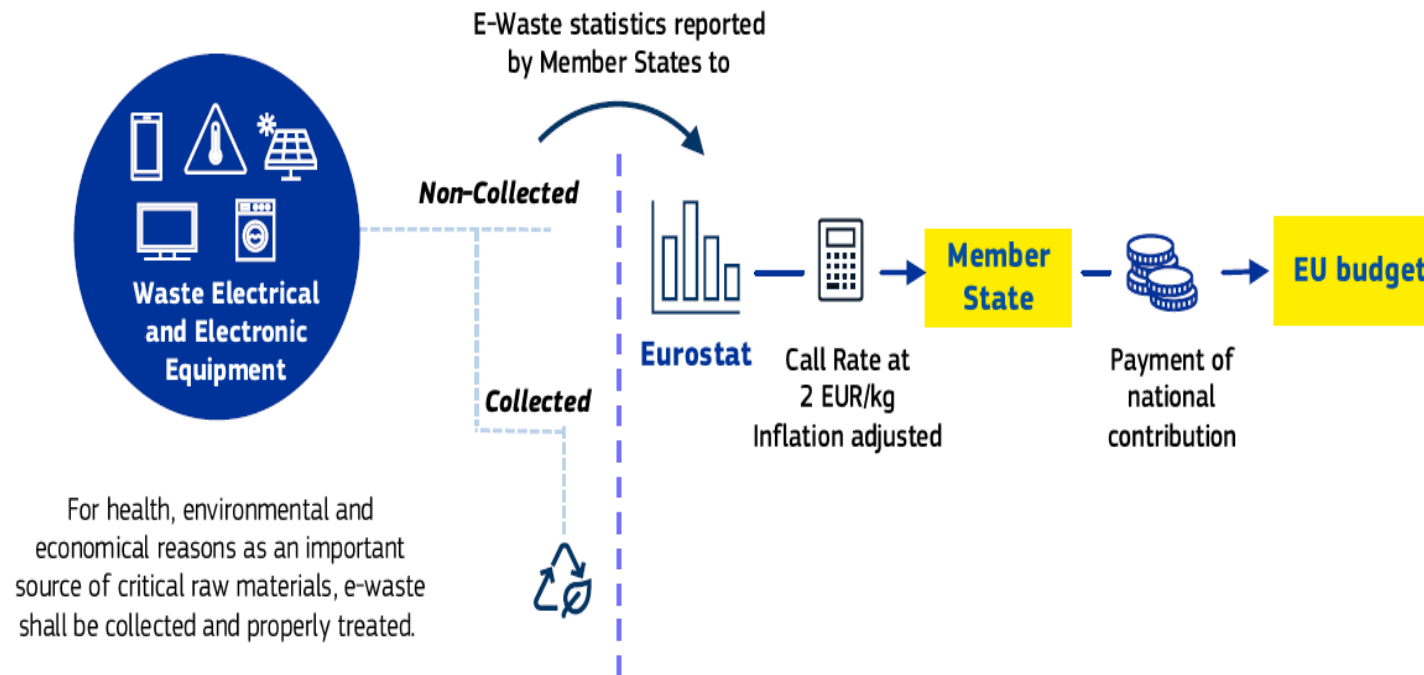 E-Waste statistics reported
by Member States to
Non-Collected
Waste Electrical
and Electronic
Equipment
Collected
For health, environmental and
economical reasons as an important
source of critical raw materials, e-waste
shall be collected and properly treated.
Eurostat
Call Rate at
2 EUR/kg
Inflation adjusted
Member
State
Payment of
national
contribution
EU budget